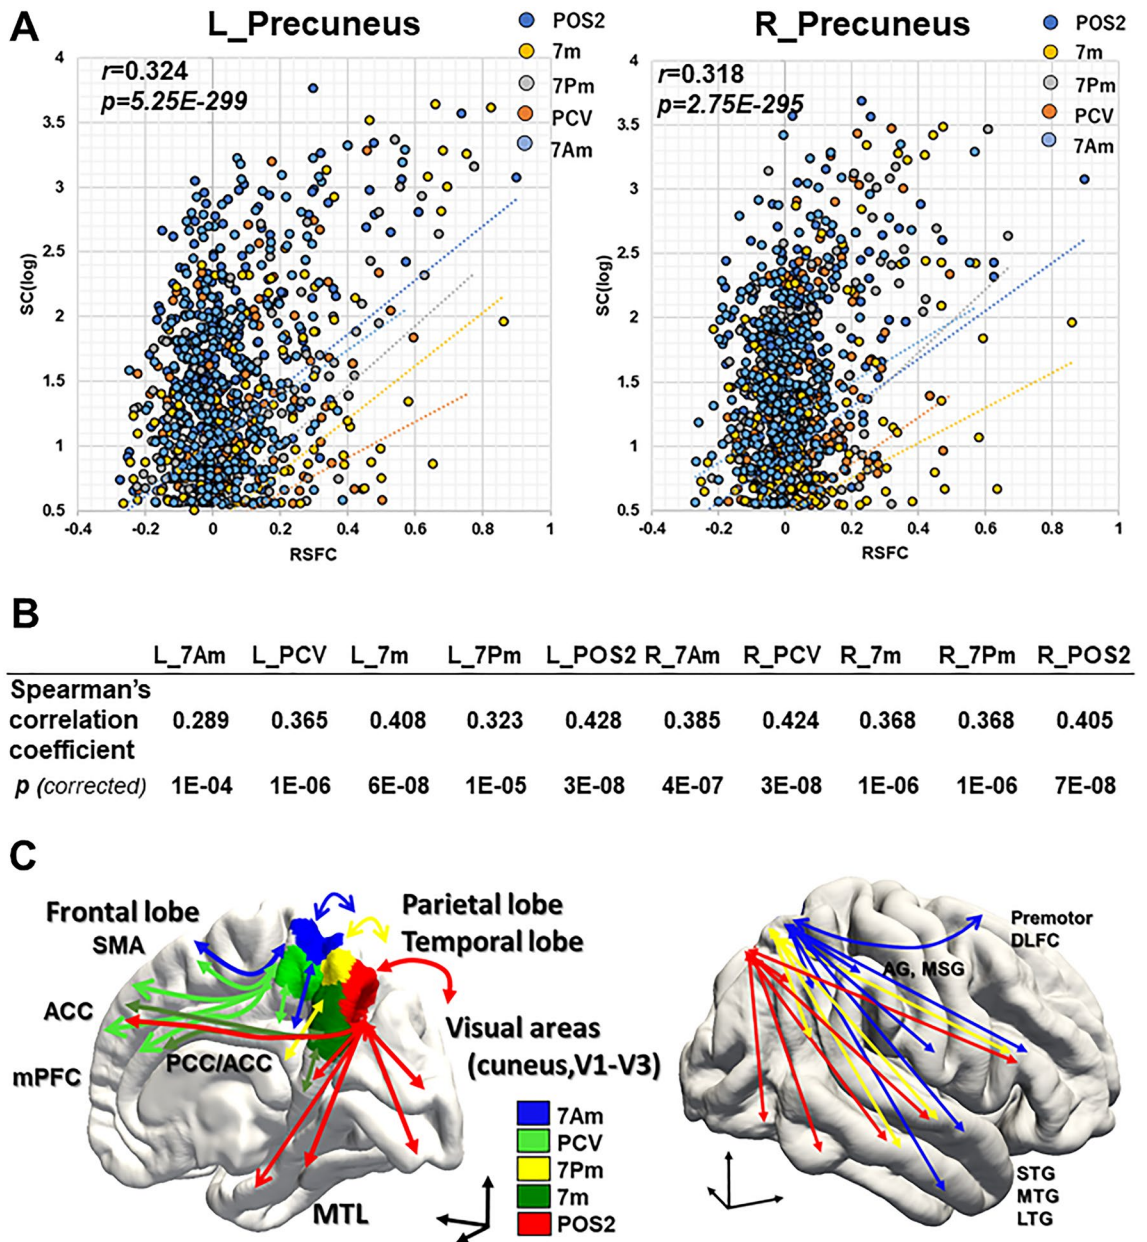 A
L_Precuneus
R_Precuneus
POS2
7m
7Pm
PCV
7Am
POS2
7m
7Pm
PCV
7Am
r=0.324
p=5.25E-299
r=0.318
p=2.75E-295
SC(log)
4
3.5
3
2.5
2
1.5
1
0.5
-0.4 -0.2 0 0.2 0.4 0.6 0.8 1
RSFC
SC(log)
4
3.5
3
2.5
2
1.5
1
0.5
-0.4 -0.2 0 0.2 0.4 0.6 0.8 1
RSFC
B
L_7Am L_PCV L_7m L_7Pm L_POS2 R_7Am R_PCV R_7m R_7Pm R_POS2
Spearman's
correlation 0.289 0.365 0.408 0.323 0.428 0.385 0.424 0.368 0.368 0.405
coefficient
p (corrected) 1E-04 1E-06 6E-08 1E-05 3E-08 4E-07 3E-08 1E-06 1E-06 7E-08
C
Frontal lobe
SMA
ACC
mPFC
PCC/ACC
MTL
Parietal lobe
Temporal lobe
Visual areas
(cuneus,V1-V3)
7Am
PCV
7Pm
7m
POS2
Premotor
DLFC
AG, MSG
STG
MTG
LTG